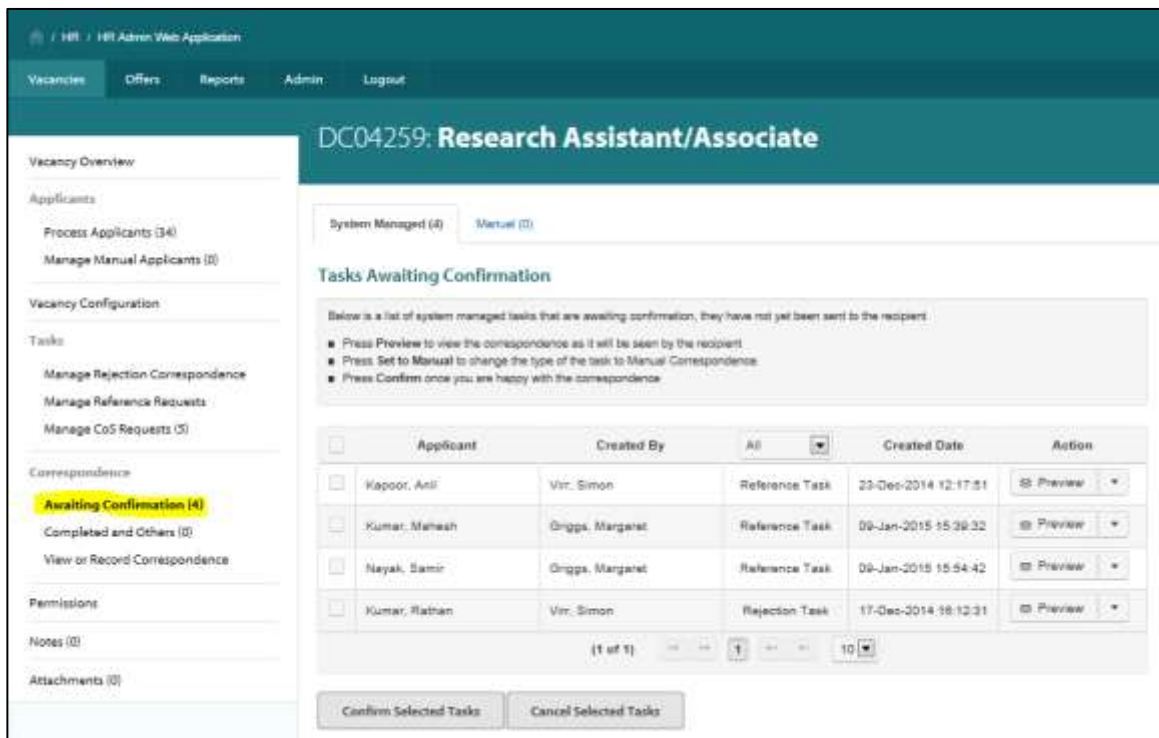 / HR / HR Admin Web Application
Vacancies Offers Reports Admin Logout
DC04259: Research Assistant/Associate
Vacancy Overview
Applicants
Process Applicants (34)
Manage Manual Applicants (0)
Vacancy Configuration
Tasks
Manage Rejection Correspondence
Manage Reference Requests
Manage CoS Requests (5)
Correspondence
Awaiting Confirmation (4)
Completed and Others (0)
View or Record Correspondence
Permissions
Notes (0)
Attachments (0)
System Managed (4) Manual (0)
Tasks Awaiting Confirmation
Below is a list of system managed tasks that are awaiting confirmation, they have not yet been sent to the recipient
Press Preview to view the correspondence as it will be seen by the recipient
Press Set to Manual to change the type of the task to Manual Correspondence
Press Confirm once you are happy with the correspondence
Applicant Created By All Created Date Action
Kapoor, Anil Virr, Simon Reference Task 23-Dec-2014 12:17:51 Preview
Kumar, Mahesh Griggs, Margaret Reference Task 09-Jan-2015 15:39:32 Preview
Nayak, Samir Griggs, Margaret Reference Task 09-Jan-2015 15:54:42 Preview
Kumar, Rathan Virr, Simon Rejection Task 17-Dec-2014 16:12:31 Preview
(1 of 1) 1 10
Confirm Selected Tasks Cancel Selected Tasks